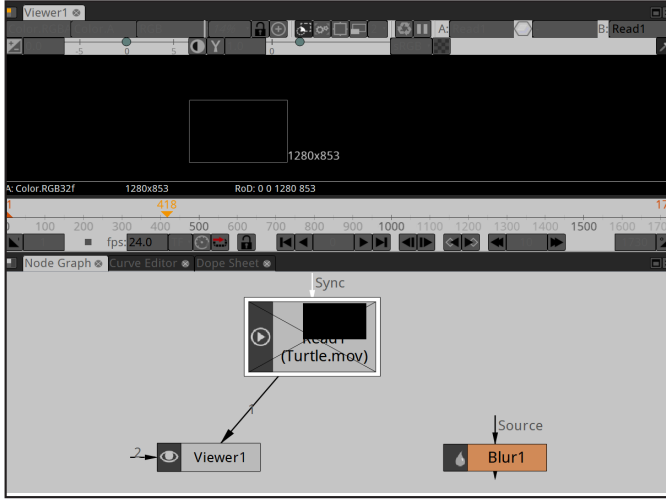 Viewer1
A:
B: Read1
-5 0 5
0
1280x853
A: Color.RGB32f 1280x853 RoD: 0 0 1280 853
1 418 17
0 100 200 300 400 500 600 700 800 900 1000 1100 1200 1300 1400 1500 1600 170
fps: 24.0
Node Graph Curve Editor Dope Sheet
Sync
Read1
(Turtle.mov)
1
Source
2
Viewer1
Blur1